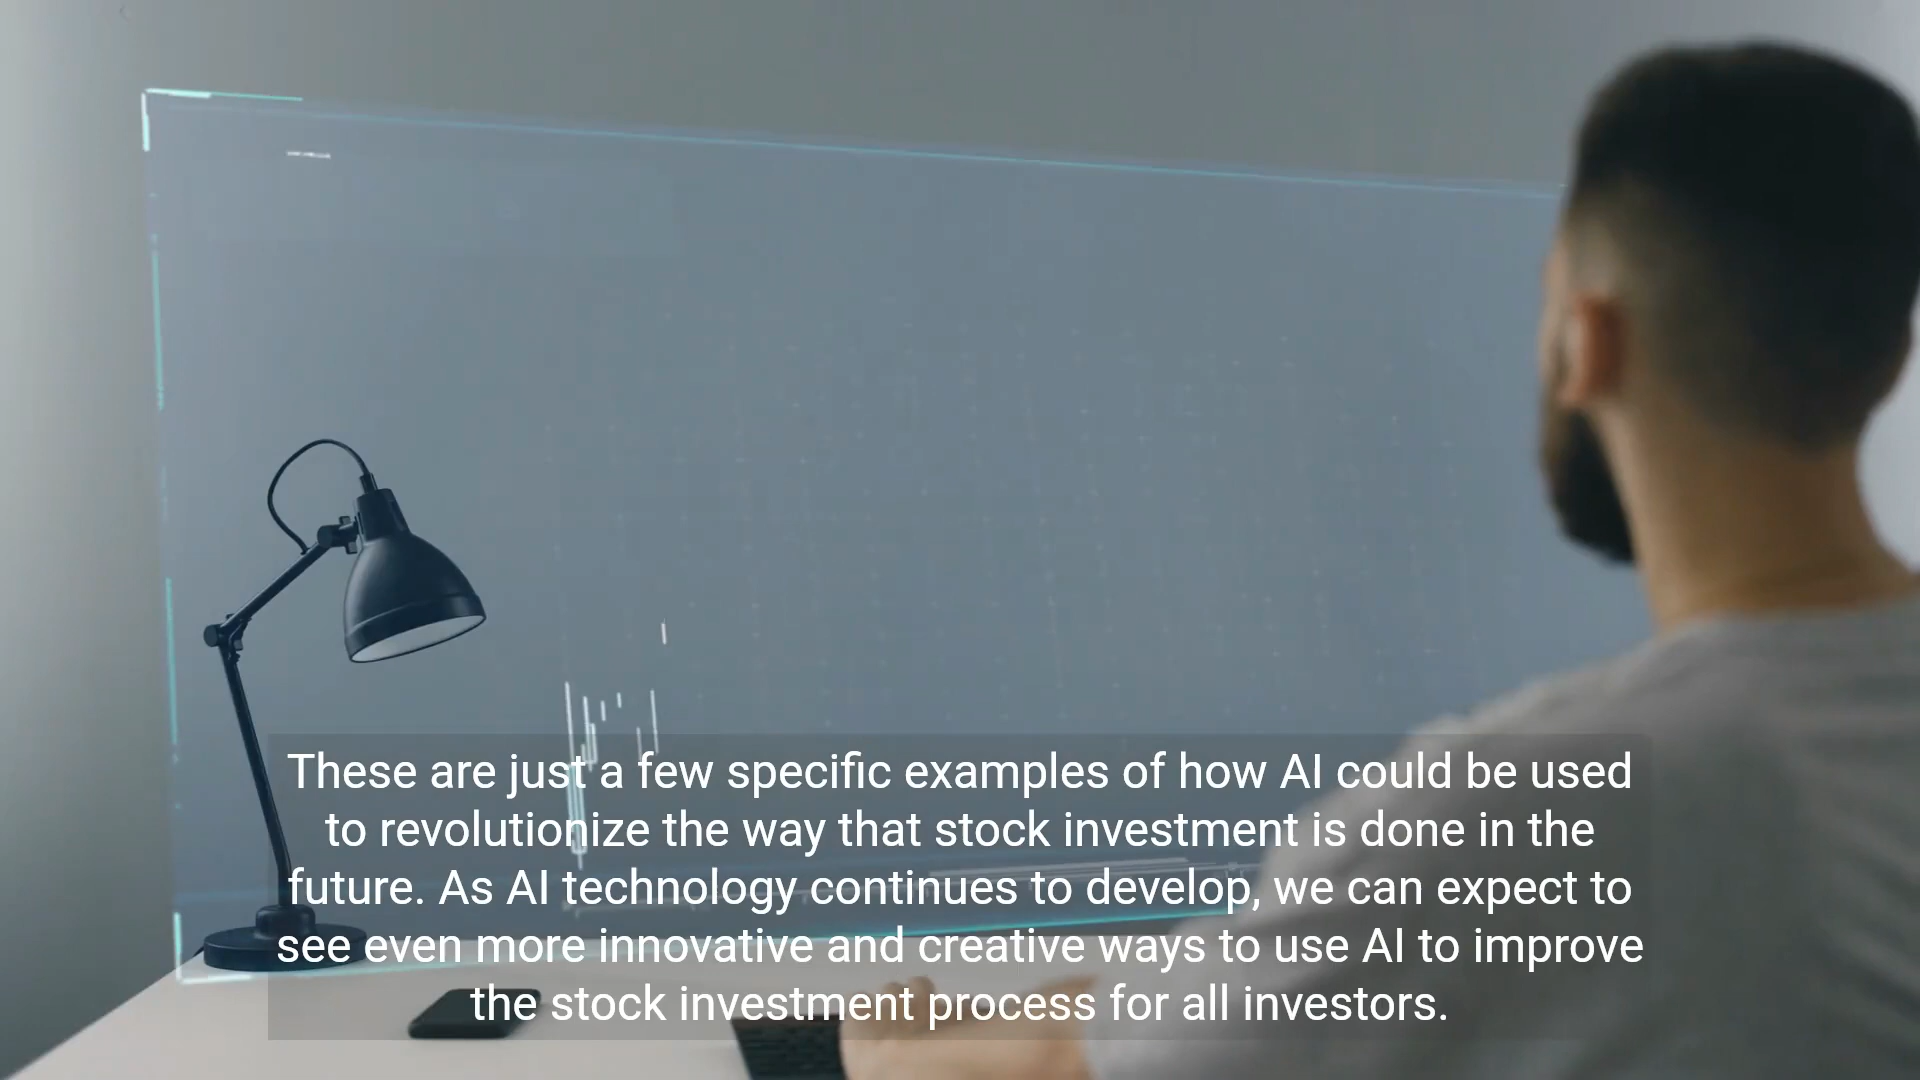 These are just a few specific examples of how AI could be used
to revolutionize the way that stock investment is done in the
future. As AI technology continues to develop, we can expect to
see even more innovative and creative ways to use AI to improve
the stock investment process for all investors.